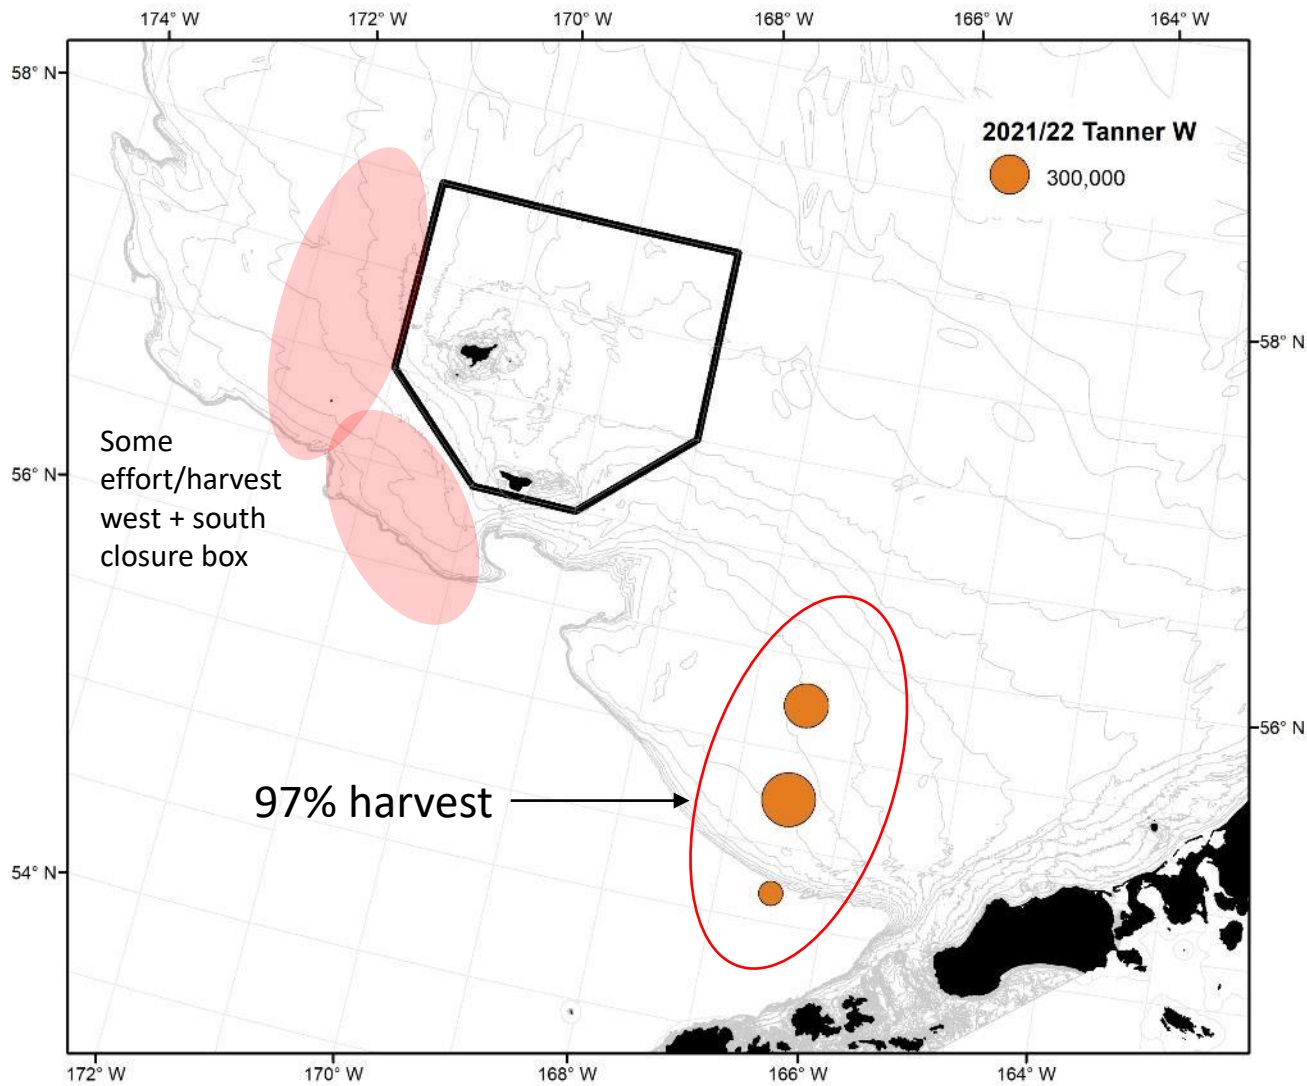 174° W
172° W
170° W
168° W
166° W
164° W
58° N
2021/22 Tanner W
300,000
58° N
Some
effort/harvest
west + south
closure box
56° N
56° N
97% harvest
54° N
172° W
170° W
168° W
166° W
164° W